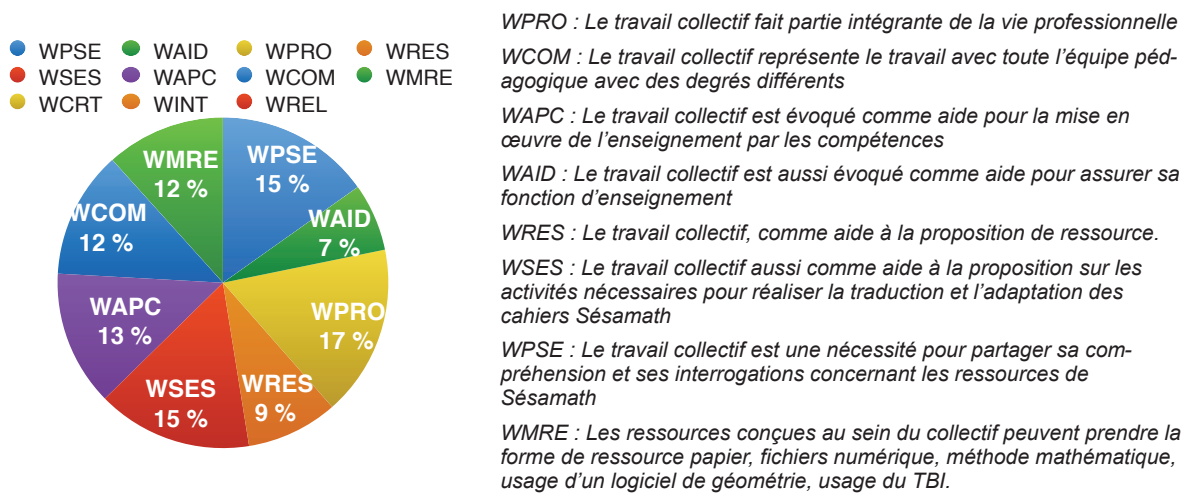 WPSE WAID WPRO WRES
WSES WAPC WCOM WMRE
WCRT WINT WREL
WMRE
12 %
WPSE
15 %
WCOM
12 %
WAID
7 %
WAPC
13 %
WPRO
17 %
WSES
15 %
WRES
9 %
WPRO : Le travail collectif fait partie intégrante de la vie professionnelle
WCOM : Le travail collectif représente le travail avec toute l'équipe péd-
agogique avec des degrés différents
WAPC : Le travail collectif est évoqué comme aide pour la mise en
œuvre de l'enseignement par les compétences
WAID : Le travail collectif est aussi évoqué comme aide pour assurer sa
fonction d'enseignement
WRES : Le travail collectif, comme aide à la proposition de ressource.
WSES : Le travail collectif aussi comme aide à la proposition sur les
activités nécessaires pour réaliser la traduction et l'adaptation des
cahiers Sésamath
WPSE : Le travail collectif est une nécessité pour partager sa com-
préhension et ses interrogations concernant les ressources de
Sésamath
WMRE : Les ressources conçues au sein du collectif peuvent prendre la
forme de ressource papier, fichiers numérique, méthode mathématique,
usage d'un logiciel de géométrie, usage du TBI.